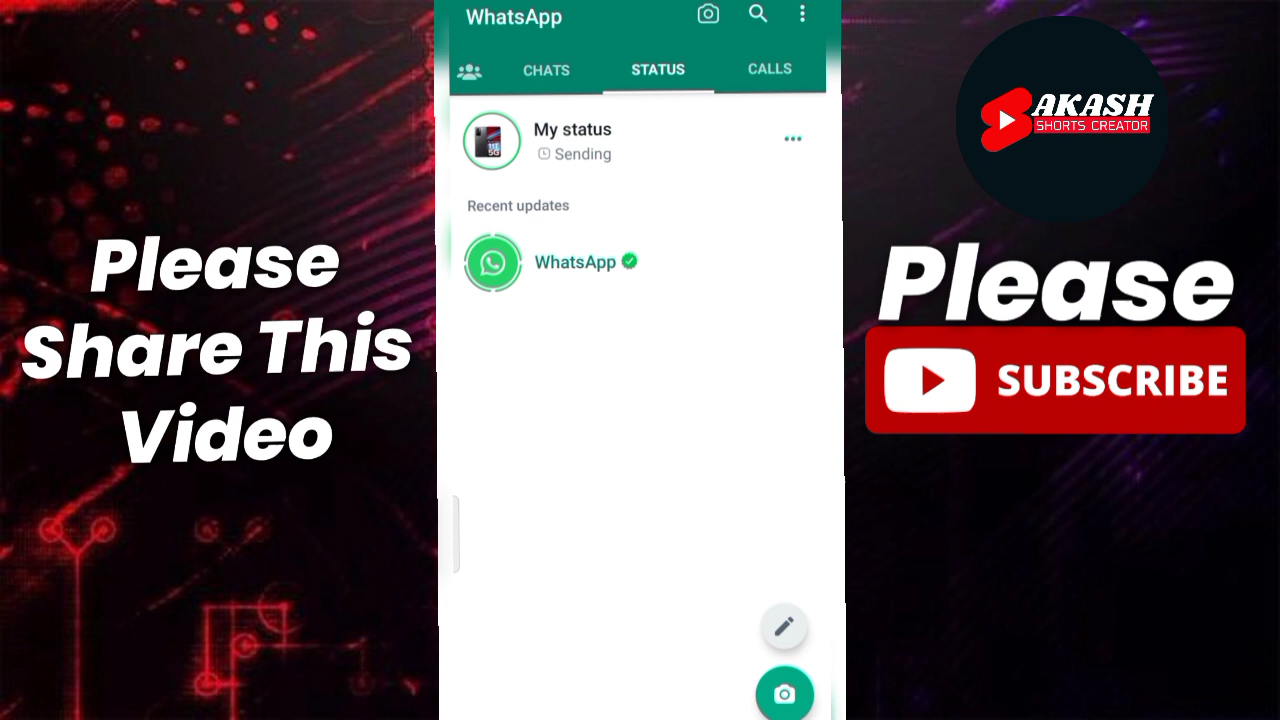 Please
Share This
Video
WhatsApp
CHATS
STATUS
CALLS
My status
Sending
Recent updates
WhatsApp
AKASH
SHORTS CREATOR
Please
SUBSCRIBE